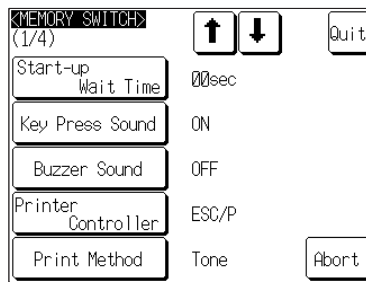 <MEMORY SWITCH>
(1/4)
Quit
Start-up
Wait Time
00sec
Key Press Sound
ON
Buzzer Sound
OFF
Printer
Controller
ESC/P
Print Method
Tone
Abort